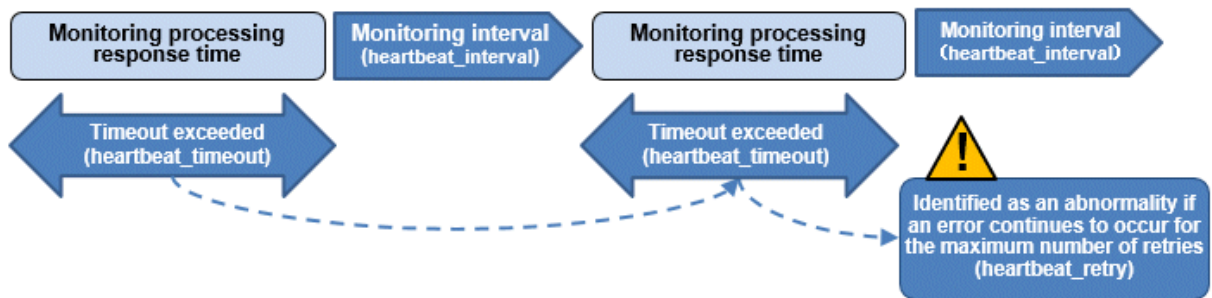 Monitoring processing
response time
Monitoring interval
(heartbeat_interval)
Monitoring processing
response time
Monitoring interval
(heartbeat_interval)
Timeout exceeded
(heartbeat_timeout)
Timeout exceeded
(heartbeat_timeout)
!
Identified as an abnormality if
an error continues to occur for
the maximum number of retries
(heartbeat_retry)